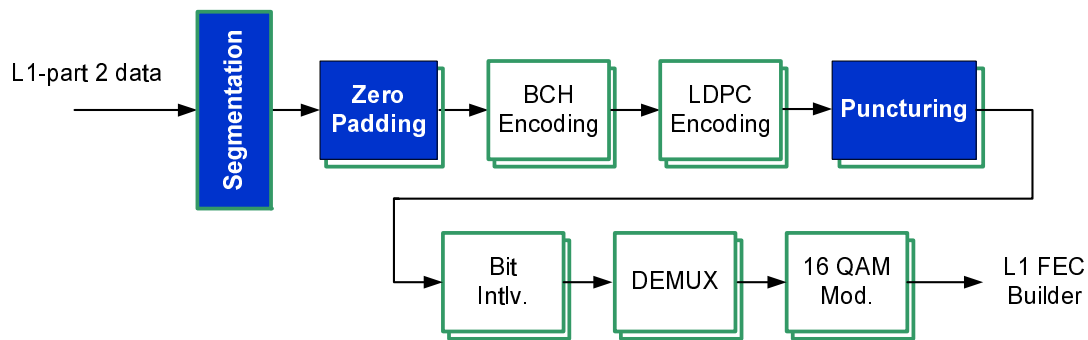 L1-part 2 data
Segmentation
Zero
Padding
BCH
Encoding
LDPC
Encoding
Puncturing
Bit
Intlv.
DEMUX
16 QAM
Mod.
L1 FEC
Builder